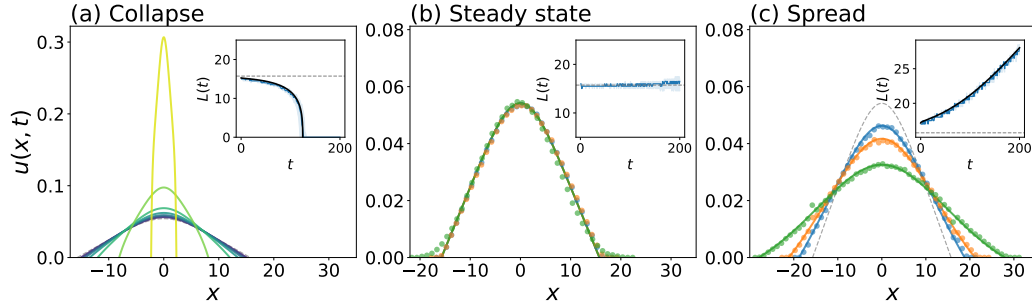 (a) Collapse
(b) Steady state
(c) Spread
u(x, t)
0.3
0.2
0.1
0.0
−10 0 10 20 30
x
L(t)
20
10
0
0 200
t
0.08
0.06
0.04
0.02
0.00
−20 −10 0 10 20 30
x
L(t)
20
10
0 200
t
0.08
0.06
0.04
0.02
0.00
−20 −10 0 10 20 30
x
L(t)
25
20
0 100 200
t